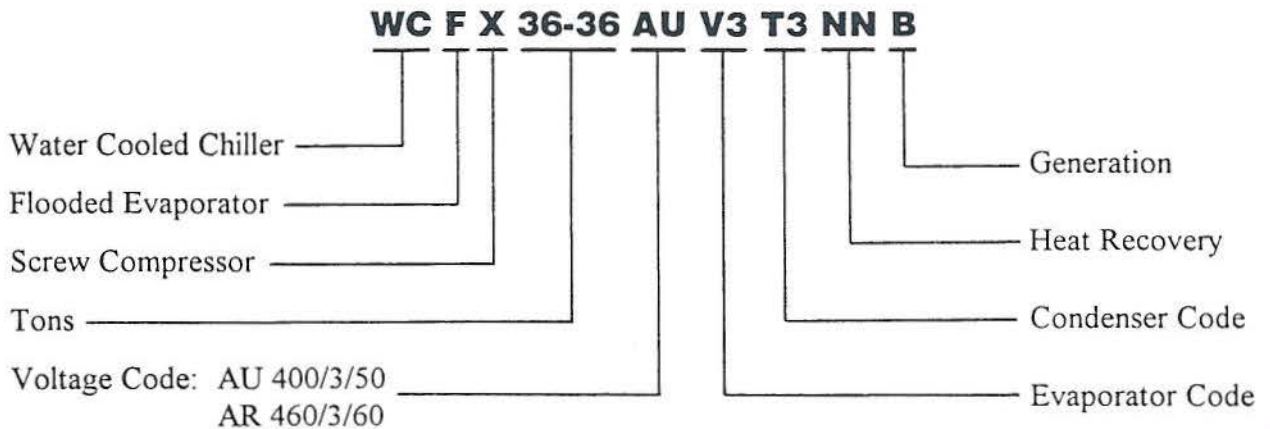 WC F X 36-36 AU V3 T3 NN B
Water Cooled Chiller
Flooded Evaporator
Screw Compressor
Tons
Voltage Code: AU 400/3/50
AR 460/3/60
Generation
Heat Recovery
Condenser Code
Evaporator Code